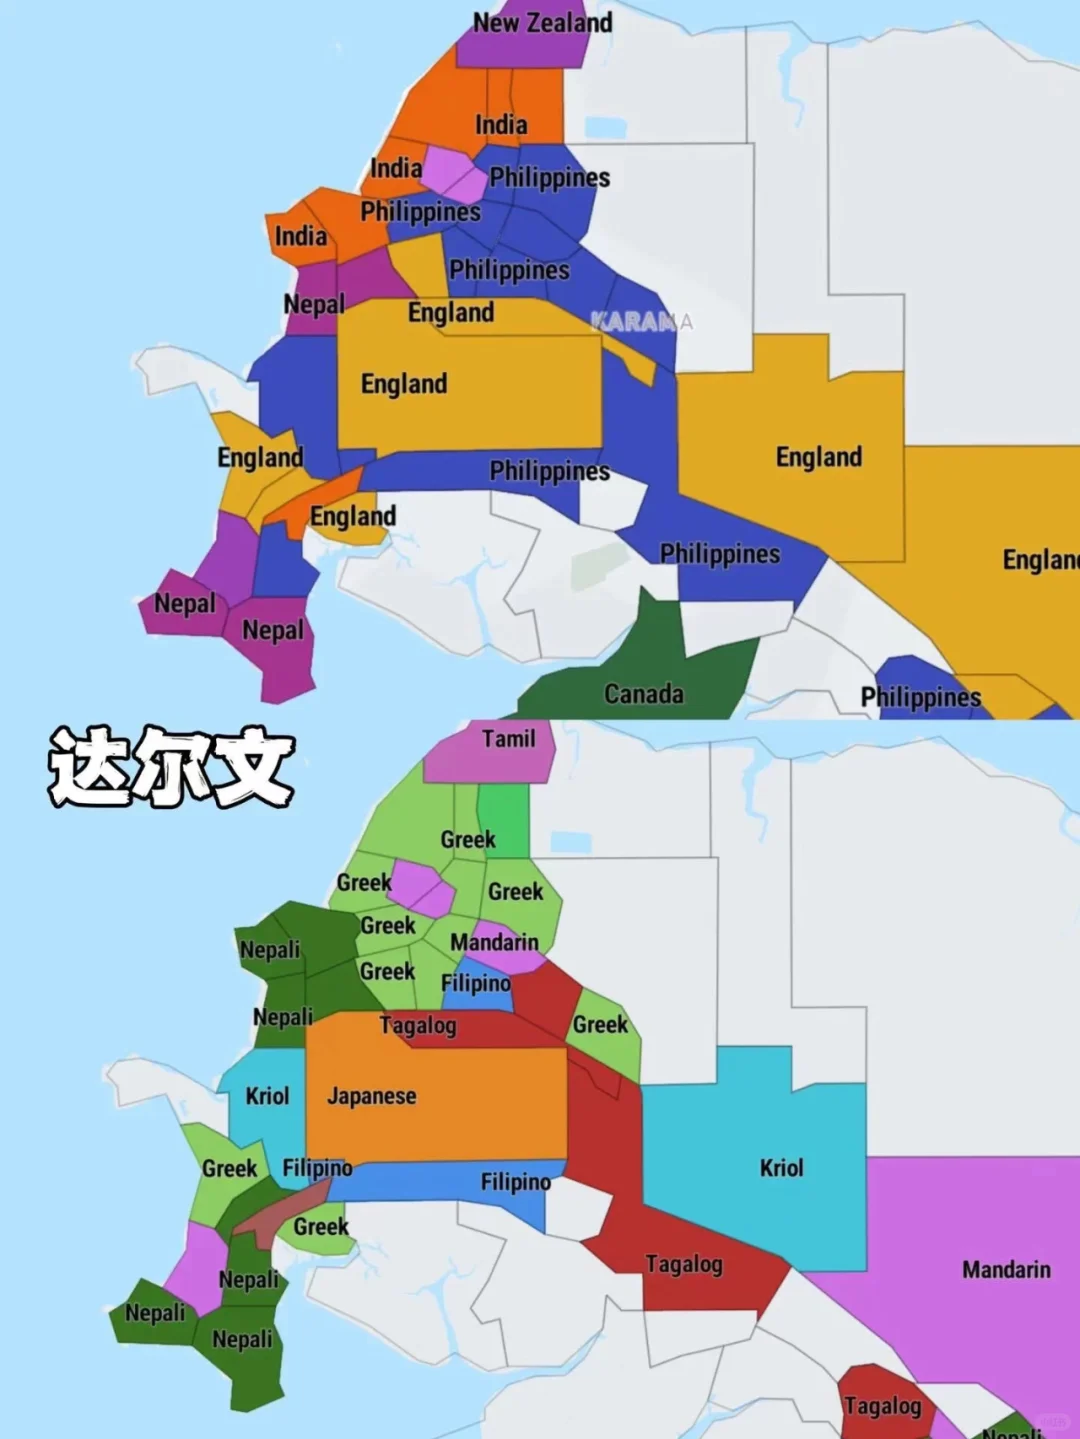 New Zealand
India
India
Philippines
Philippines
India
Philippines
Nepal
England
KARAMA
England
England
England
Philippines
England
Philippines
England
Nepal
Nepal
Canada
Philippines
达尔文
Tamil
Greek
Greek
Greek
Greek
Nepali
Mandarin
Greek
Filipino
Nepali
Tagalog
Greek
Kriol
Japanese
Greek
Filipino
Filipino
Kriol
Greek
Nepali
Tagalog
Mandarin
Nepali
Nepali
Tagalog
Nepali